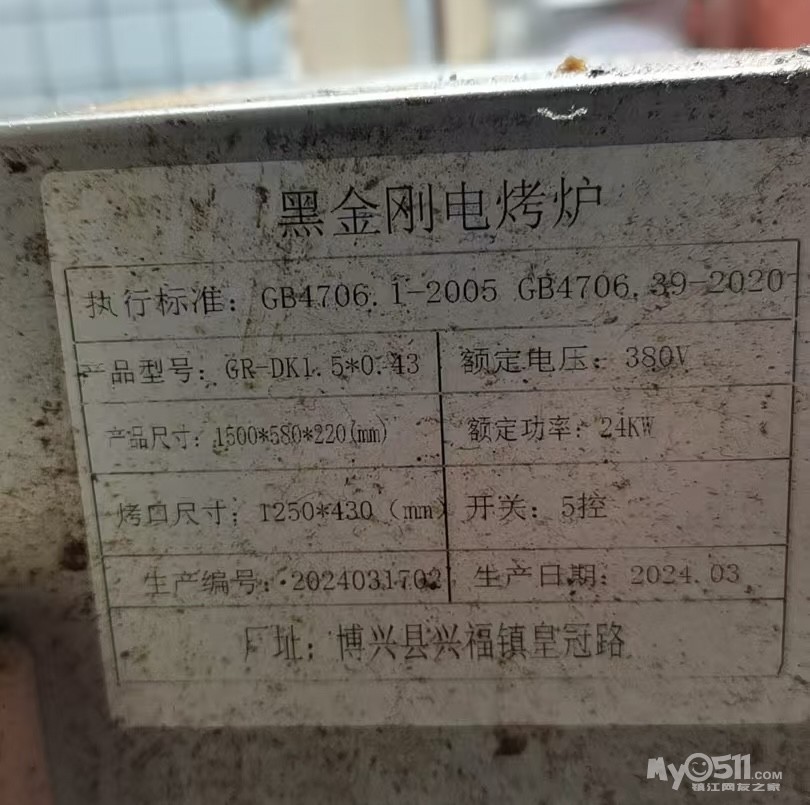 黑金刚电烤炉
执行标准：GB4706.1-2005 GB4706.39-2020
产品型号：GR-DK1.5*0.43 额定电压：380V
产品尺寸：1500*580*220(mm) 额定功率：24KW
烤口尺寸：1250*430（mm） 开关：5控
生产编号：2024031702 生产日期：2024.03
厂址：博兴县兴福镇皇冠路
My0511.COM
镇江网友之家